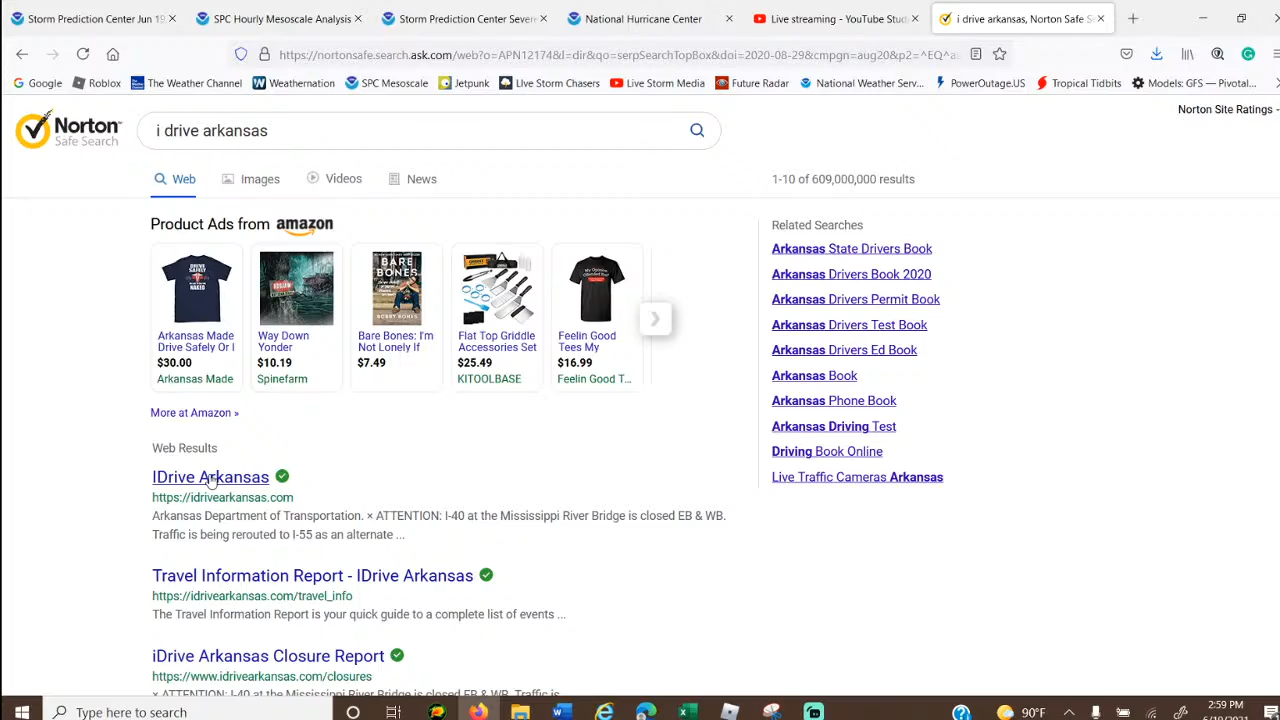 Storm Prediction Center Jun 19
SPC Hourly Mesoscale Analysis
Storm Prediction Center Sever
National Hurricane Center
Live streaming - YouTube Stu
i drive arkansas, Norton Safe S
https://nortonsafe.search.ask.com/web?o=APN12174&l=dir&qo=serpSearchTopBox&doi=2020-08-29&cmpgn=aug20&p2=^EQ^au
Google
Roblox
The Weather Channel
Weathernation
SPC Mesoscale
Jetpunk
Live Storm Chasers
Live Storm Media
Future Radar
National Weather Serv...
PowerOutage.US
Tropical Tidbits
Models: GFS — Pivotal...
Norton
Safe Search
i drive arkansas
Norton Site Ratings
Web
Images
Videos
News
1-10 of 609,000,000 results
Product Ads from amazon
Arkansas Made
Drive Safely Or I
$30.00
Arkansas Made
Way Down
Yonder
$10.19
Spinefarm
BARE
BONES
Bare Bones: I'm
Not Lonely If
$7.49
Flat Top Griddle
Accessories Set
$25.49
KITOOLBASE
Feelin Good
Tees My
$16.99
Feelin Good T...
More at Amazon »
Web Results
IDrive Arkansas
https://idrivearkansas.com
Arkansas Department of Transportation. × ATTENTION: I-40 at the Mississippi River Bridge is closed EB & WB.
Traffic is being rerouted to I-55 as an alternate ...
Travel Information Report - IDrive Arkansas
https://idrivearkansas.com/travel_info
The Travel Information Report is your quick guide to a complete list of events ...
iDrive Arkansas Closure Report
https://www.idrivearkansas.com/closures
× ATTENTION: I-40 at the Mississippi River Bridge is closed EB & WB. Traffic is
Related Searches
Arkansas State Drivers Book
Arkansas Drivers Book 2020
Arkansas Drivers Permit Book
Arkansas Drivers Test Book
Arkansas Drivers Ed Book
Arkansas Book
Arkansas Phone Book
Arkansas Driving Test
Driving Book Online
Live Traffic Cameras Arkansas
Type here to search
90°F
2:59 PM